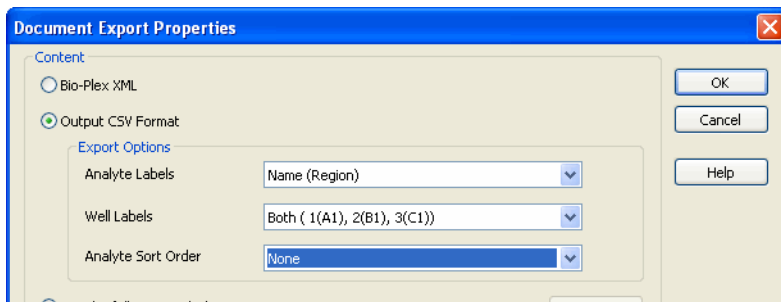 Document Export Properties
Content
Bio-Plex XML
OK
Output CSV Format
Cancel
Export Options
Analyte Labels
Name (Region)
Help
Well Labels
Both ( 1(A1), 2(B1), 3(C1))
Analyte Sort Order
None